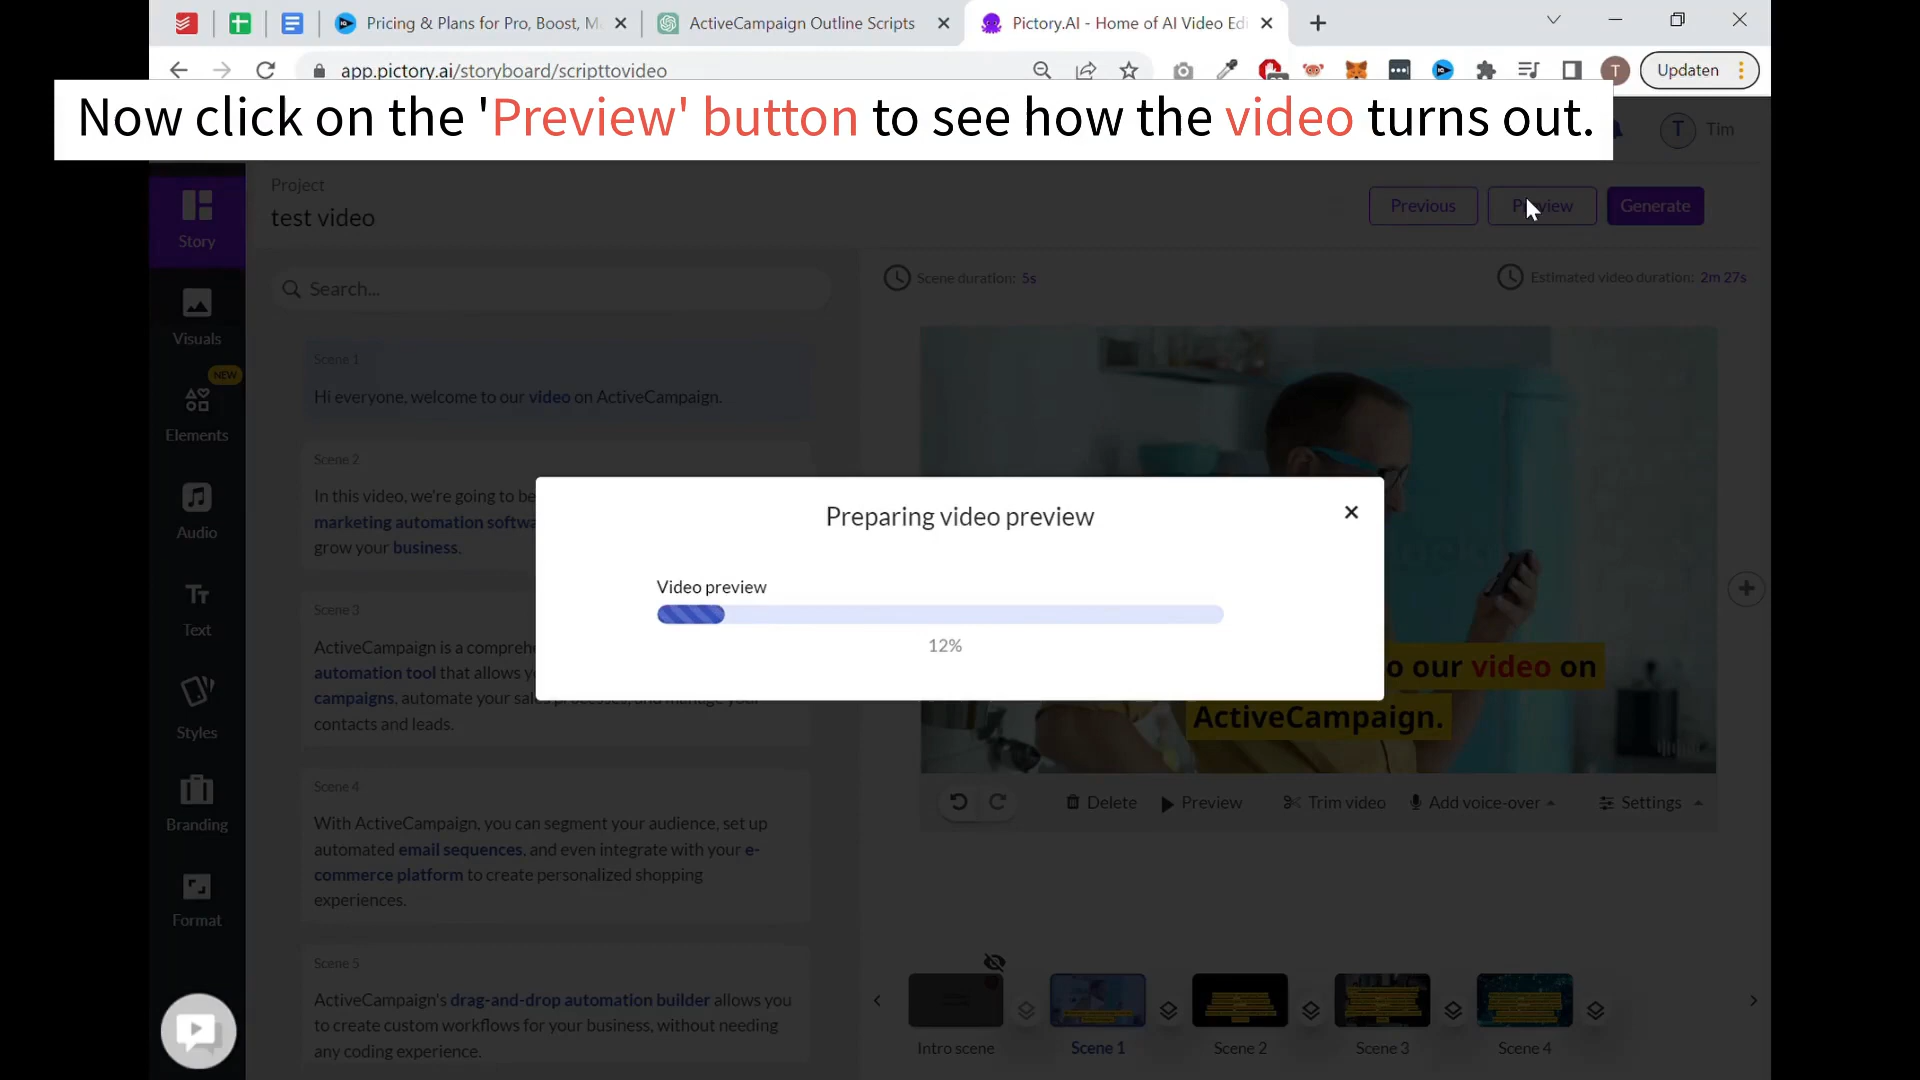 Pricing & Plans for Pro, Boost, M
ActiveCampaign Outline Scripts
Pictory.AI - Home of AI Video Edi
app.pictory.ai/storyboard/scripttovideo
T
Updaten
Now click on the 'Preview' button to see how the video turns out.
T
Tim
Story
Visuals
NEW
Elements
Audio
Text
Styles
Branding
Format
Project
test video
Previous
Preview
Generate
Search...
Scene duration: 5s
Estimated video duration: 2m 27s
Scene 1
Hi everyone, welcome to our video on ActiveCampaign.
Scene 2
In this video, we're going to be
marketing automation softwa
grow your business.
Scene 3
ActiveCampaign is a comprehe
automation tool that allows y
campaigns, automate your sales processes, and manage your
contacts and leads.
Scene 4
With ActiveCampaign, you can segment your audience, set up
automated email sequences, and even integrate with your e-
commerce platform to create personalized shopping
experiences.
Scene 5
ActiveCampaign's drag-and-drop automation builder allows you
to create custom workflows for your business, without needing
any coding experience.
Preparing video preview
Video preview
12%
o our video on
ActiveCampaign.
Delete
Preview
Trim video
Add voice-over
Settings
Intro scene
Scene 1
Scene 2
Scene 3
Scene 4